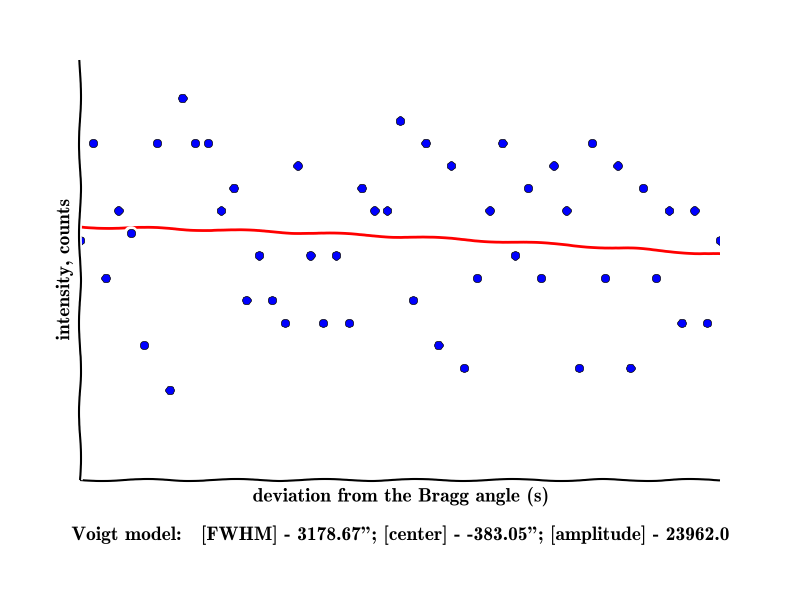 intensity, counts
deviation from the Bragg angle (s)
Voigt model: [FWHM] - 3178.67”; [center] - -383.05”; [amplitude] - 23962.0